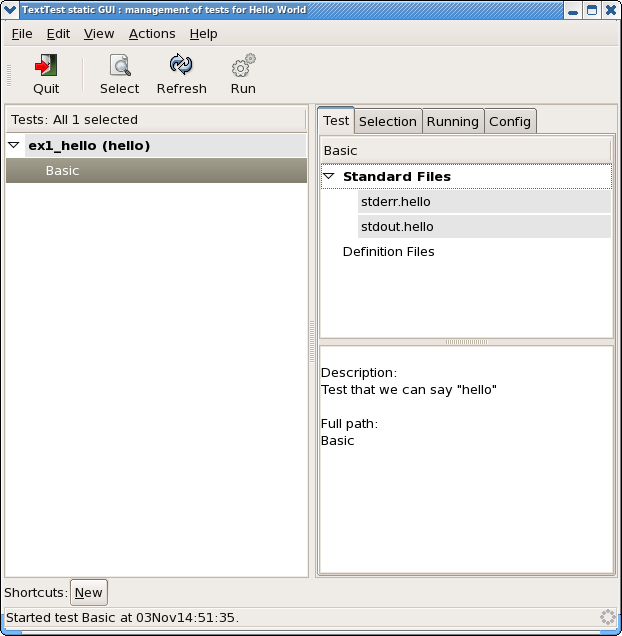 TextTest static GUI : management of tests for Hello World
File Edit View Actions Help
Quit Select Refresh Run
Tests: All 1 selected
ex1_hello (hello)
Basic
Test Selection Running Config
Basic
Standard Files
stderr.hello
stdout.hello
Definition Files
Description:
Test that we can say "hello"
Full path:
Basic
Shortcuts: New
Started test Basic at 03Nov14:51:35.